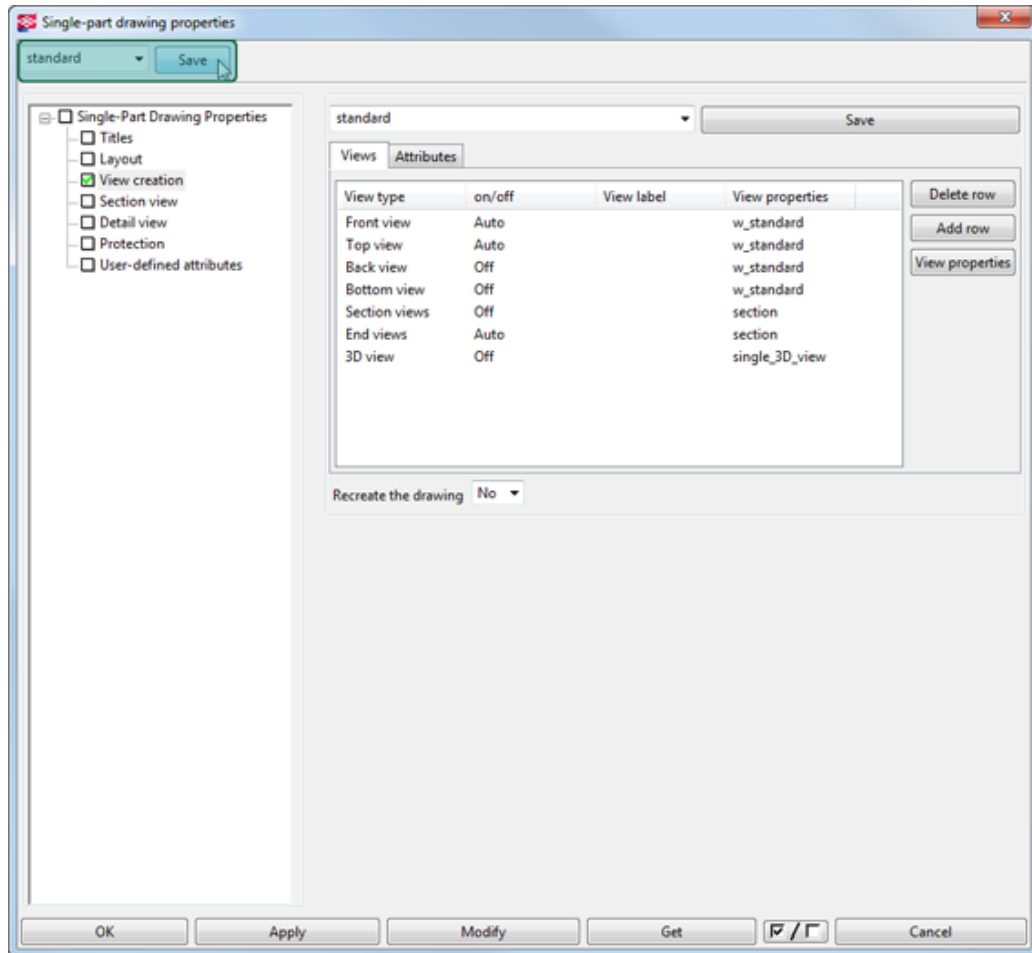 Single-part drawing properties
standard Save
Single-Part Drawing Properties
Titles
Layout
View creation
Section view
Detail view
Protection
User-defined attributes
standard Save
Views Attributes
View type on/off View label View properties
Front view Auto w_standard
Top view Auto w_standard
Back view Off w_standard
Bottom view Off w_standard
Section views Off section
End views Auto section
3D view Off single_3D_view
Delete row
Add row
View properties
Recreate the drawing No
OK Apply Modify Get / Cancel